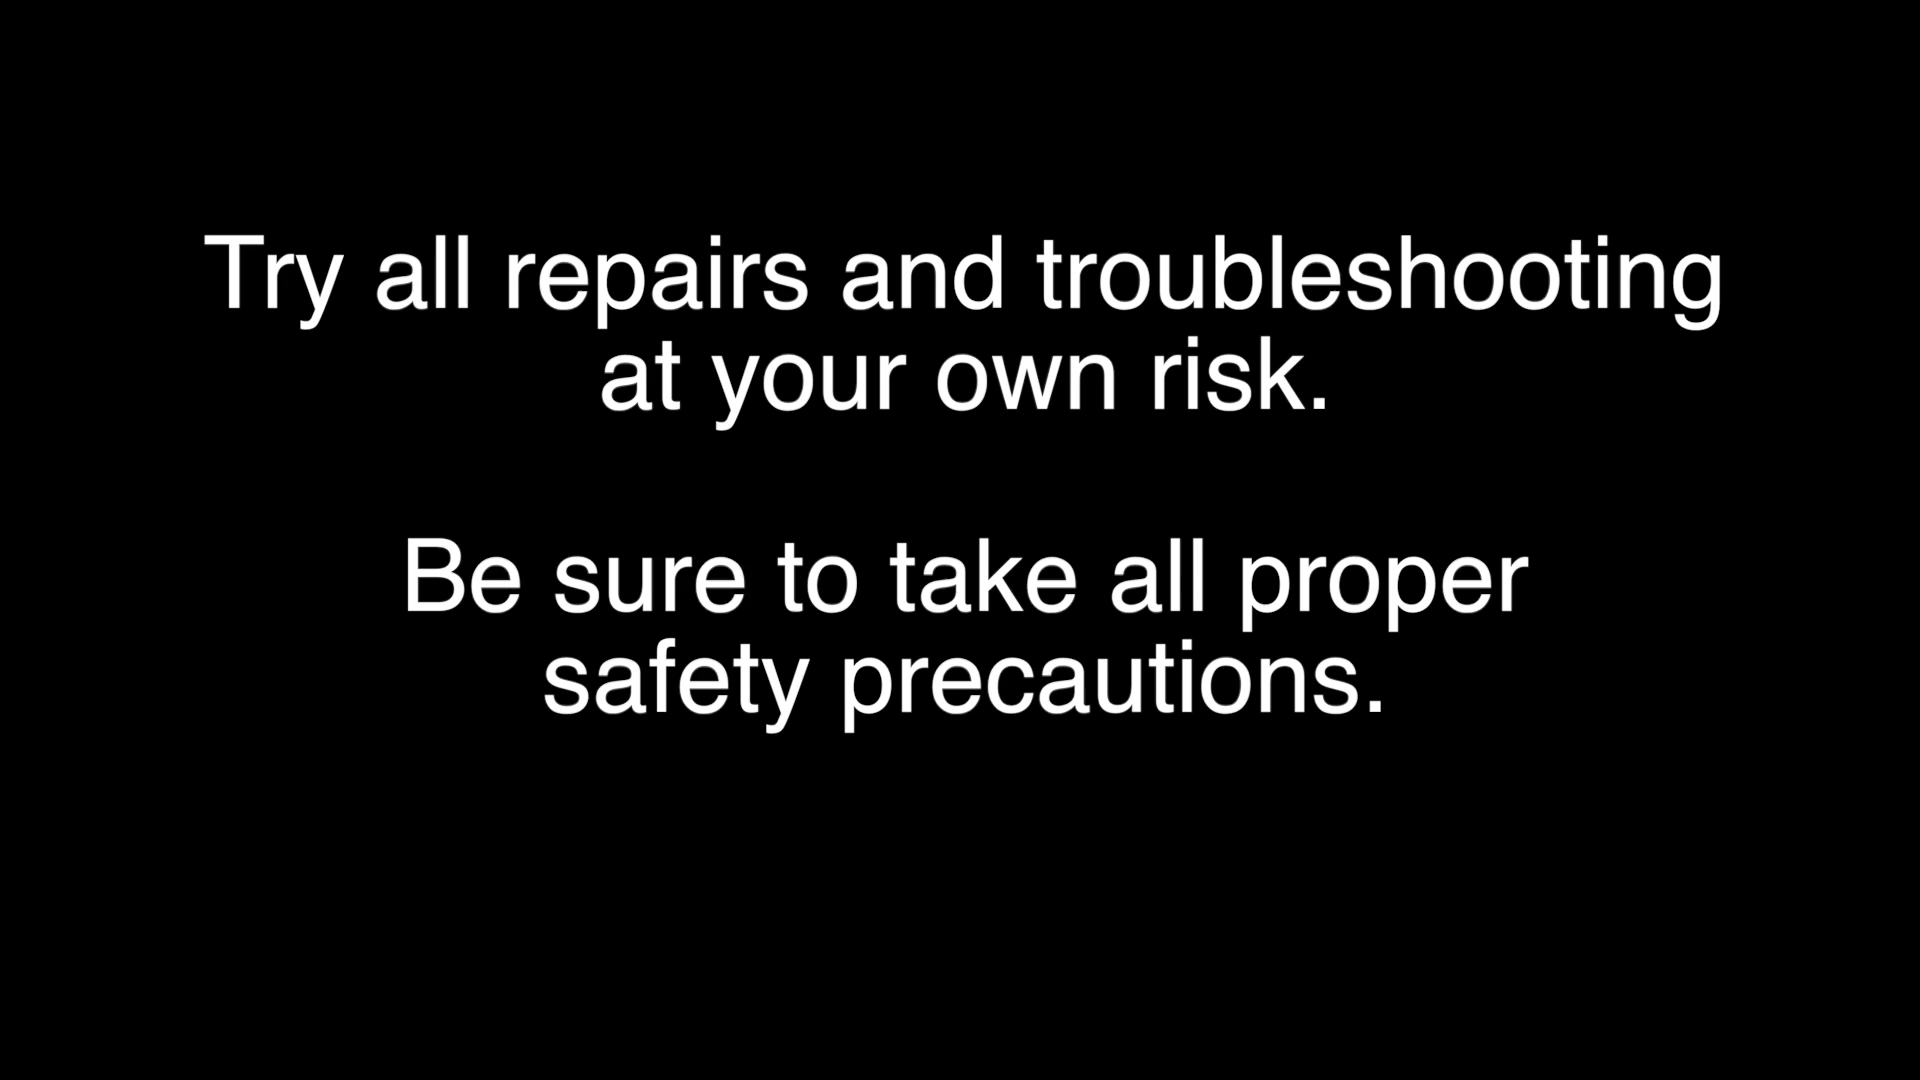 Try all repairs and troubleshooting
at your own risk.
Be sure to take all proper
safety precautions.